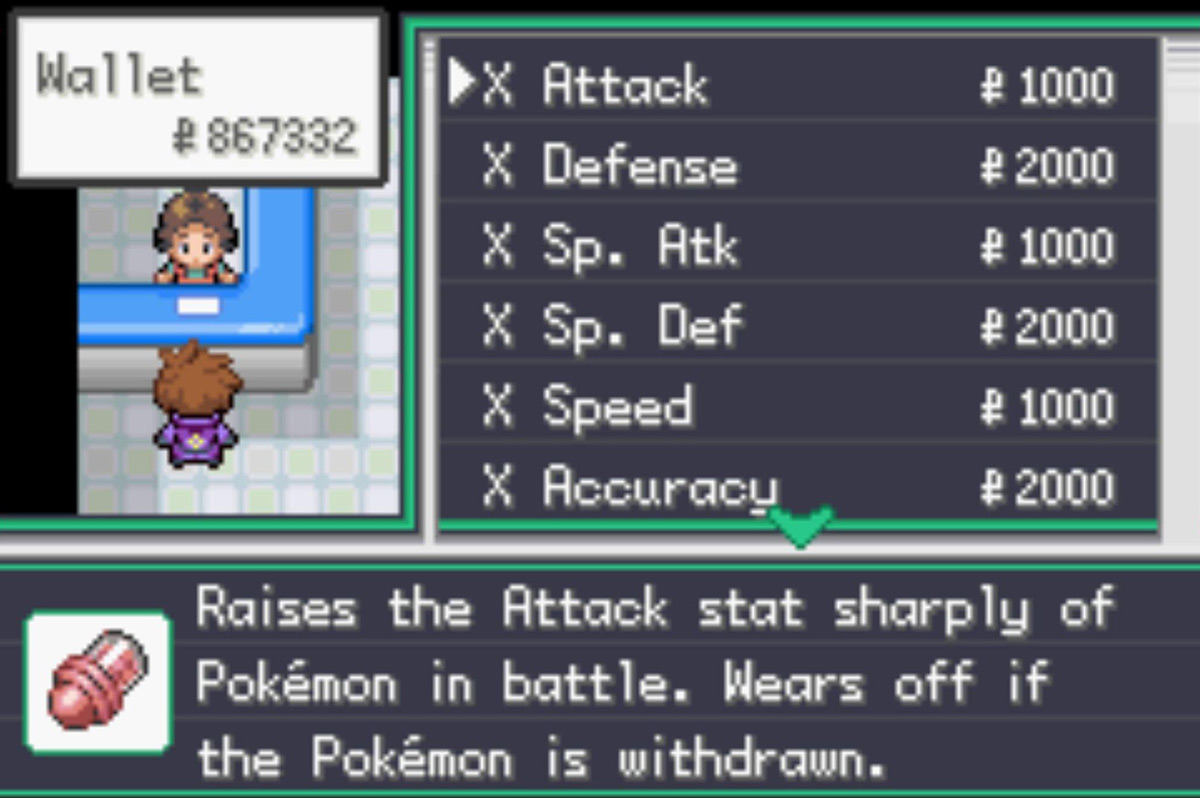 Wallet
₽867332
X Attack ₽1000
X Defense ₽2000
X Sp. Atk ₽1000
X Sp. Def ₽2000
X Speed ₽1000
X Accuracy ₽2000
Raises the Attack stat sharply of
Pokémon in battle. Wears off if
the Pokémon is withdrawn.